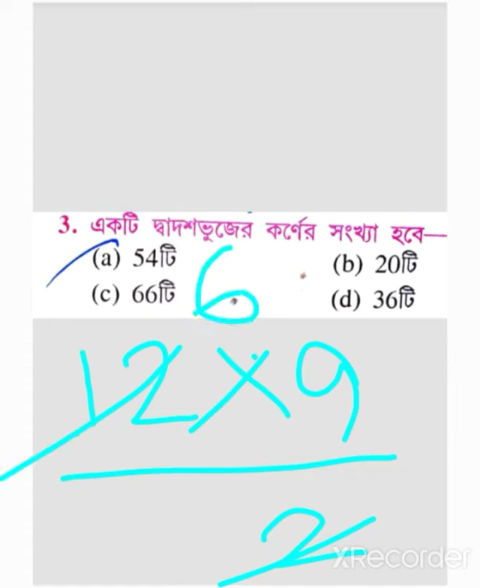 3. একটি দ্বাদশভুজের কর্ণের সংখ্যা হবে—
(a) 54টি (b) 20টি
(c) 66টি (d) 36টি
6
12 × 9
2
XRecorder